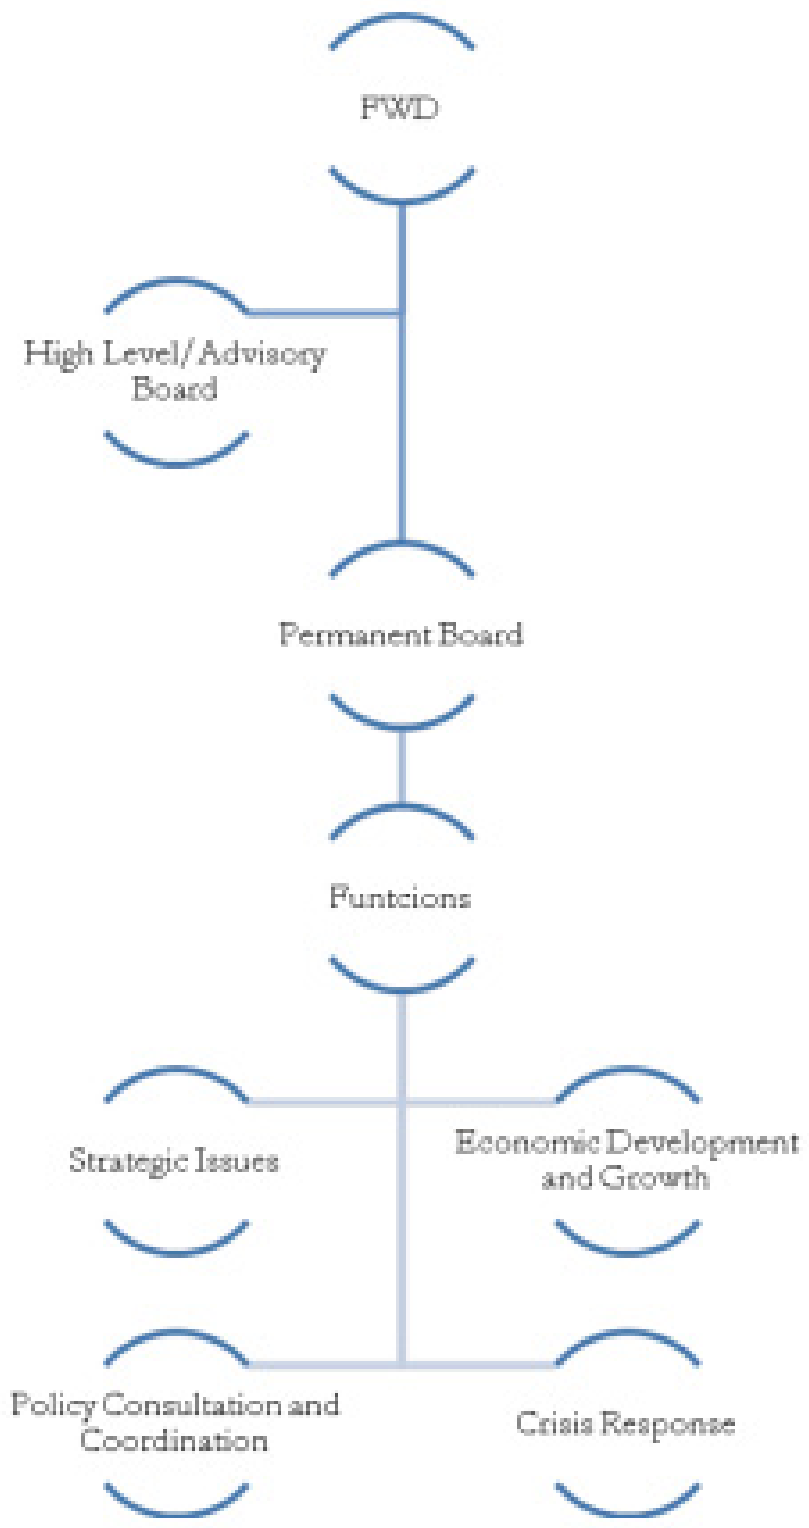 FWD
High Level/Advisory
Board
Permanent Board
Funtcions
Strategic Issues
Economic Development
and Growth
Policy Consultation and
Coordination
Crisis Response